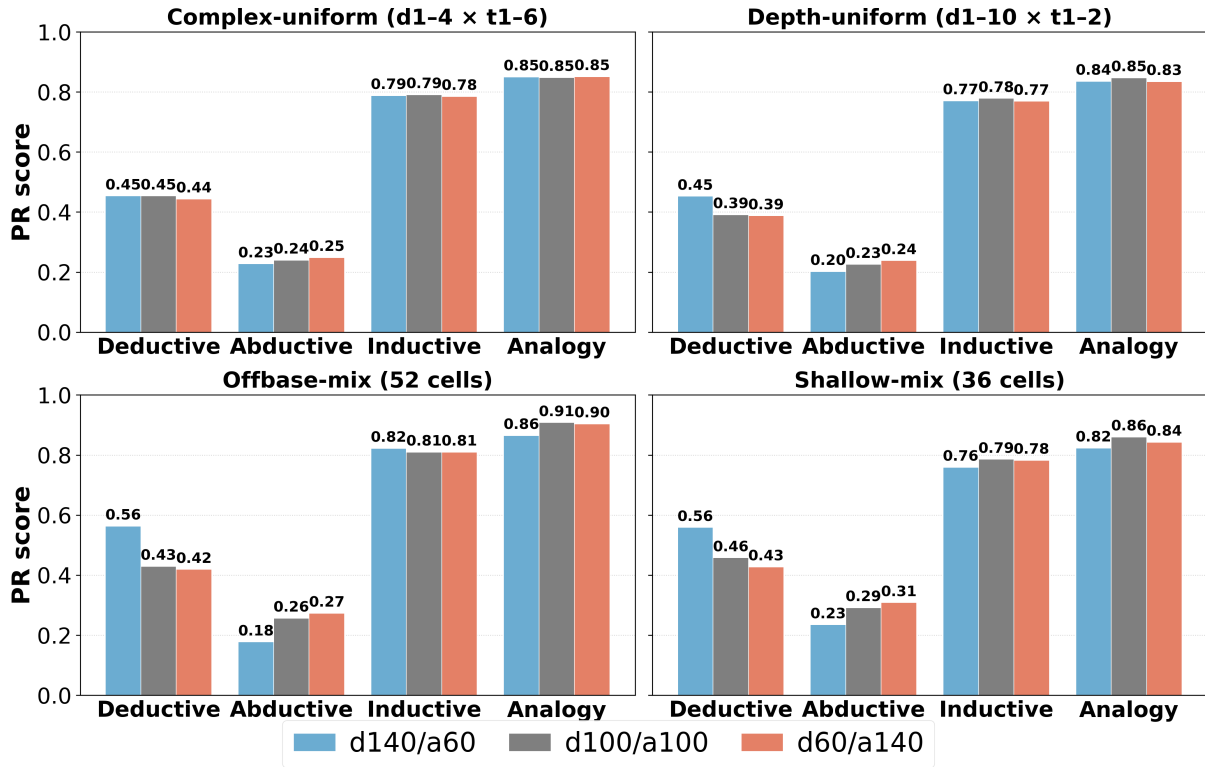 Complex-uniform (d1–4 × t1–6)
PR score
1.0
0.8
0.6
0.4
0.2
0.0
0.45 0.45 0.44
0.23 0.24 0.25
0.79 0.79 0.78
0.85 0.85 0.85
Deductive Abductive Inductive Analogy
Depth-uniform (d1–10 × t1–2)
0.45 0.39 0.39
0.20 0.23 0.24
0.77 0.78 0.77
0.84 0.85 0.83
Deductive Abductive Inductive Analogy
Offbase-mix (52 cells)
PR score
1.0
0.8
0.6
0.4
0.2
0.0
0.56 0.43 0.42
0.18 0.26 0.27
0.82 0.81 0.81
0.86 0.91 0.90
Deductive Abductive Inductive Analogy
Shallow-mix (36 cells)
0.56 0.46 0.43
0.23 0.29 0.31
0.76 0.79 0.78
0.82 0.86 0.84
Deductive Abductive Inductive Analogy
d140/a60 d100/a100 d60/a140